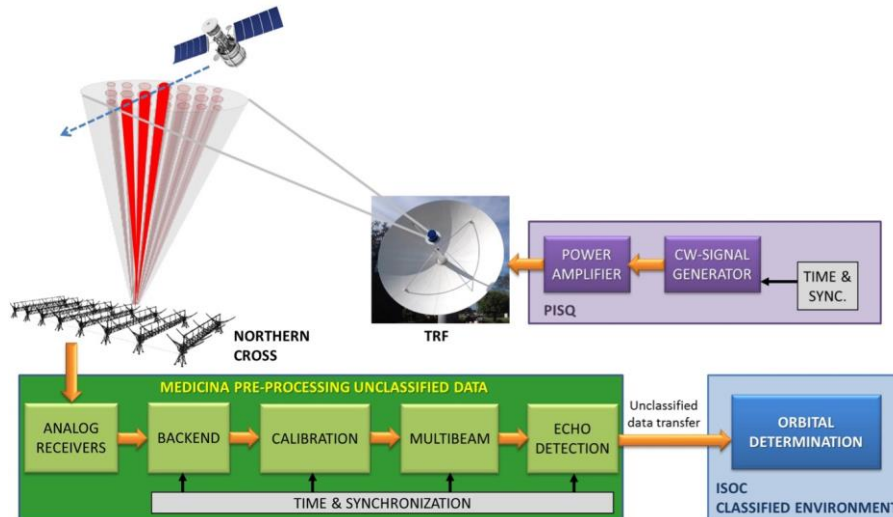 POWER
AMPLIFIER
CW-SIGNAL
GENERATOR
TIME &
SYNC.
PISQ
TRF
NORTHERN
CROSS
MEDICINA PRE-PROCESSING UNCLASSIFIED DATA
ANALOG
RECEIVERS
BACKEND
CALIBRATION
MULTIBEAM
ECHO
DETECTION
TIME & SYNCHRONIZATION
Unclassified
data transfer
ORBITAL
DETERMINATION
ISOC
CLASSIFIED ENVIRONMENT